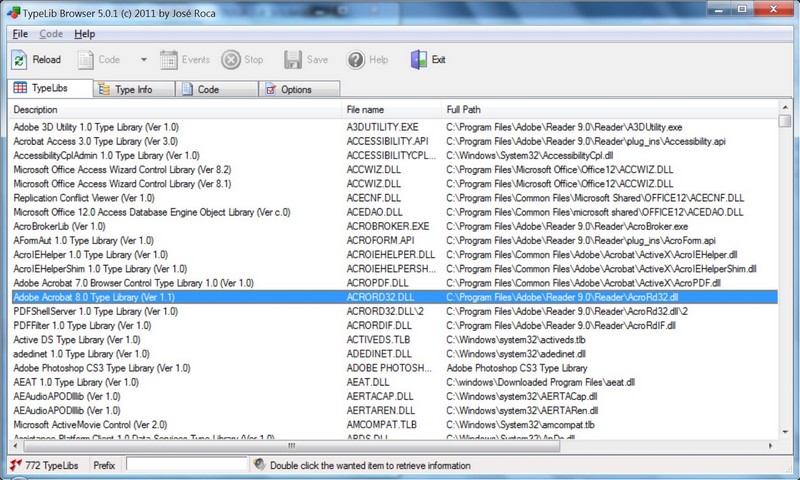 TypeLib Browser 5.0.1 (c) 2011 by José Roca
File Code Help
Reload Code Events Stop Save Help Exit
TypeLibs Type Info Code Options
Description File name Full Path
Adobe 3D Utility 1.0 Type Library (Ver 1.0) A3DUTILITY.EXE C:\Program Files\Adobe\Reader 9.0\Reader\A3DUtility.exe
Acrobat Access 3.0 Type Library (Ver 3.0) ACCESSIBILITY.API C:\Program Files\Adobe\Reader 9.0\Reader\plug_ins\Accessibility.api
AccessibilityCplAdmin 1.0 Type Library (Ver 1.0) ACCESSIBILITYCPL... C:\Windows\System32\AccessibilityCpl.dll
Microsoft Office Access Wizard Control Library (Ver 8.2) ACCWIZ.DLL C:\Program Files\Microsoft Office\Office12\ACCWIZ.DLL
Microsoft Office Access Wizard Control Library (Ver 8.1) ACCWIZ.DLL C:\Program Files\Microsoft Office\Office12\ACCWIZ.DLL
Replication Conflict Viewer (Ver 1.0) ACECNF.DLL C:\Program Files\Common Files\Microsoft Shared\OFFICE12\ACECNF.DLL
Microsoft Office 12.0 Access Database Engine Object Library (Ver c.0) ACEDAO.DLL C:\Program Files\Common Files\microsoft shared\OFFICE12\ACEDAO.DLL
AcroBrokerLib (Ver 1.0) ACROBROKER.EXE C:\Program Files\Adobe\Reader 9.0\Reader\AcroBroker.exe
AFormAut 1.0 Type Library (Ver 1.0) ACROFORM.API C:\Program Files\Adobe\Reader 9.0\Reader\plug_ins\AcroForm.api
AcroIEHelper 1.0 Type Library (Ver 1.0) ACROIEHELPER.DLL C:\Program Files\Common Files\Adobe\Acrobat\ActiveX\AcroIEHelper.dll
AcroIEHelperShim 1.0 Type Library (Ver 1.0) ACROIEHELPERSH... C:\Program Files\Common Files\Adobe\Acrobat\ActiveX\AcroIEHelperShim.dll
Adobe Acrobat 7.0 Browser Control Type Library 1.0 (Ver 1.0) ACROPDF.DLL C:\Program Files\Common Files\Adobe\Acrobat\ActiveX\AcroPDF.dll
Adobe Acrobat 8.0 Type Library (Ver 1.1) ACRORD32.DLL C:\Program Files\Adobe\Reader 9.0\Reader\AcroRd32.dll
PDFShellServer 1.0 Type Library (Ver 1.0) ACRORD32.DLL\2 C:\Program Files\Adobe\Reader 9.0\Reader\AcroRd32.dll\2
PDFFilter 1.0 Type Library (Ver 1.0) ACRORDIF.DLL C:\Program Files\Adobe\Reader 9.0\Reader\AcroRdIF.dll
Active DS Type Library (Ver 1.0) ACTIVEDS.TLB C:\Windows\system32\activeds.tlb
adedinet 1.0 Type Library (Ver 1.0) ADEDINET.DLL C:\Windows\system32\adedinet.dll
Adobe Photoshop CS3 Type Library (Ver 1.0) ADOBE PHOTOSH... Adobe Photoshop CS3 Type Library
AEAT 1.0 Type Library (Ver 1.0) AEAT.DLL C:\windows\Downloaded Program Files\aeat.dll
AEAudioAPODlllib (Ver 1.0) AERTACAP.DLL C:\Windows\system32\AERTACap.dll
AEAudioAPODlllib (Ver 1.0) AERTAREN.DLL C:\Windows\system32\AERTARen.dll
Microsoft ActiveMovie Control (Ver 2.0) AMCOMPAT.TLB C:\Windows\system32\amcompat.tlb
Assistance Platform Client 1.0 Data Services Type Library (Ver 1.0) APDS.DLL C:\Windows\System32\ApDs.dll
772 TypeLibs Prefix Double click the wanted item to retrieve information